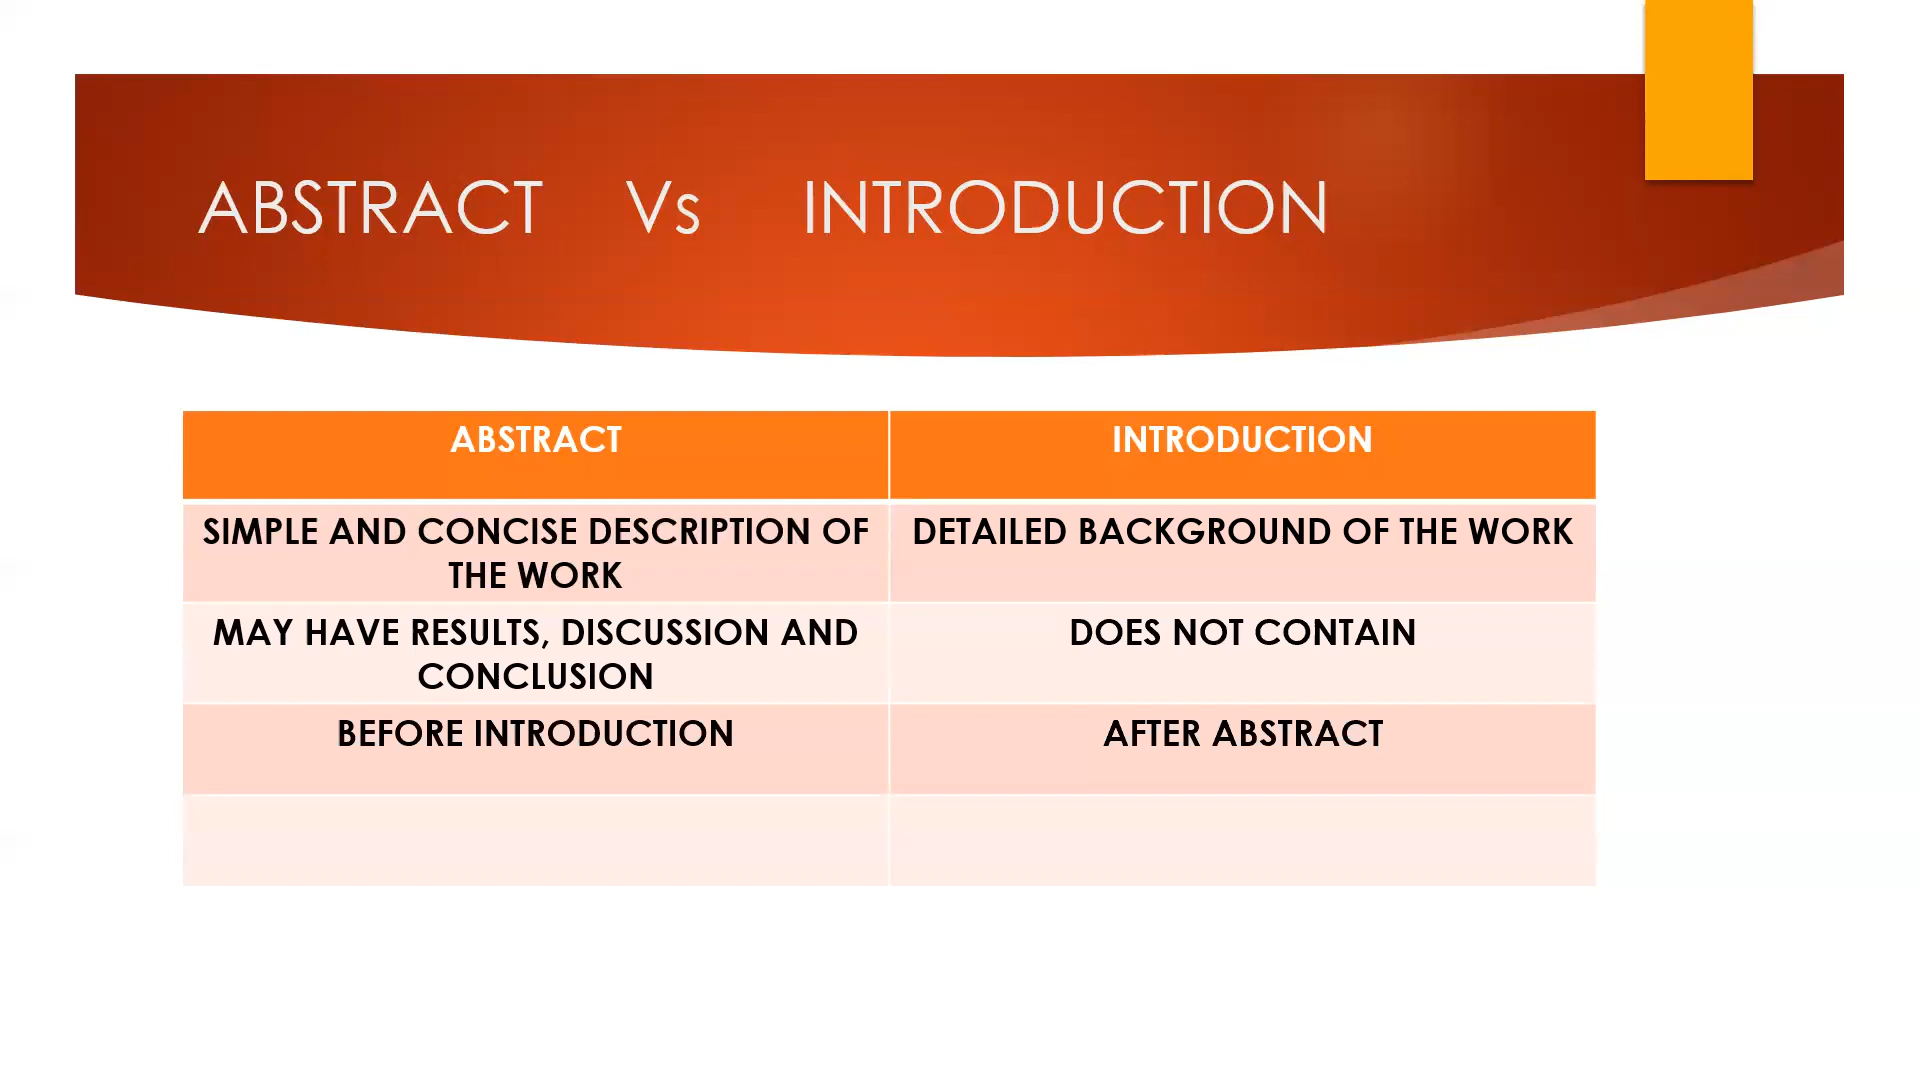 ABSTRACT Vs INTRODUCTION
ABSTRACT
INTRODUCTION
SIMPLE AND CONCISE DESCRIPTION OF
THE WORK
DETAILED BACKGROUND OF THE WORK
MAY HAVE RESULTS, DISCUSSION AND
CONCLUSION
DOES NOT CONTAIN
BEFORE INTRODUCTION
AFTER ABSTRACT